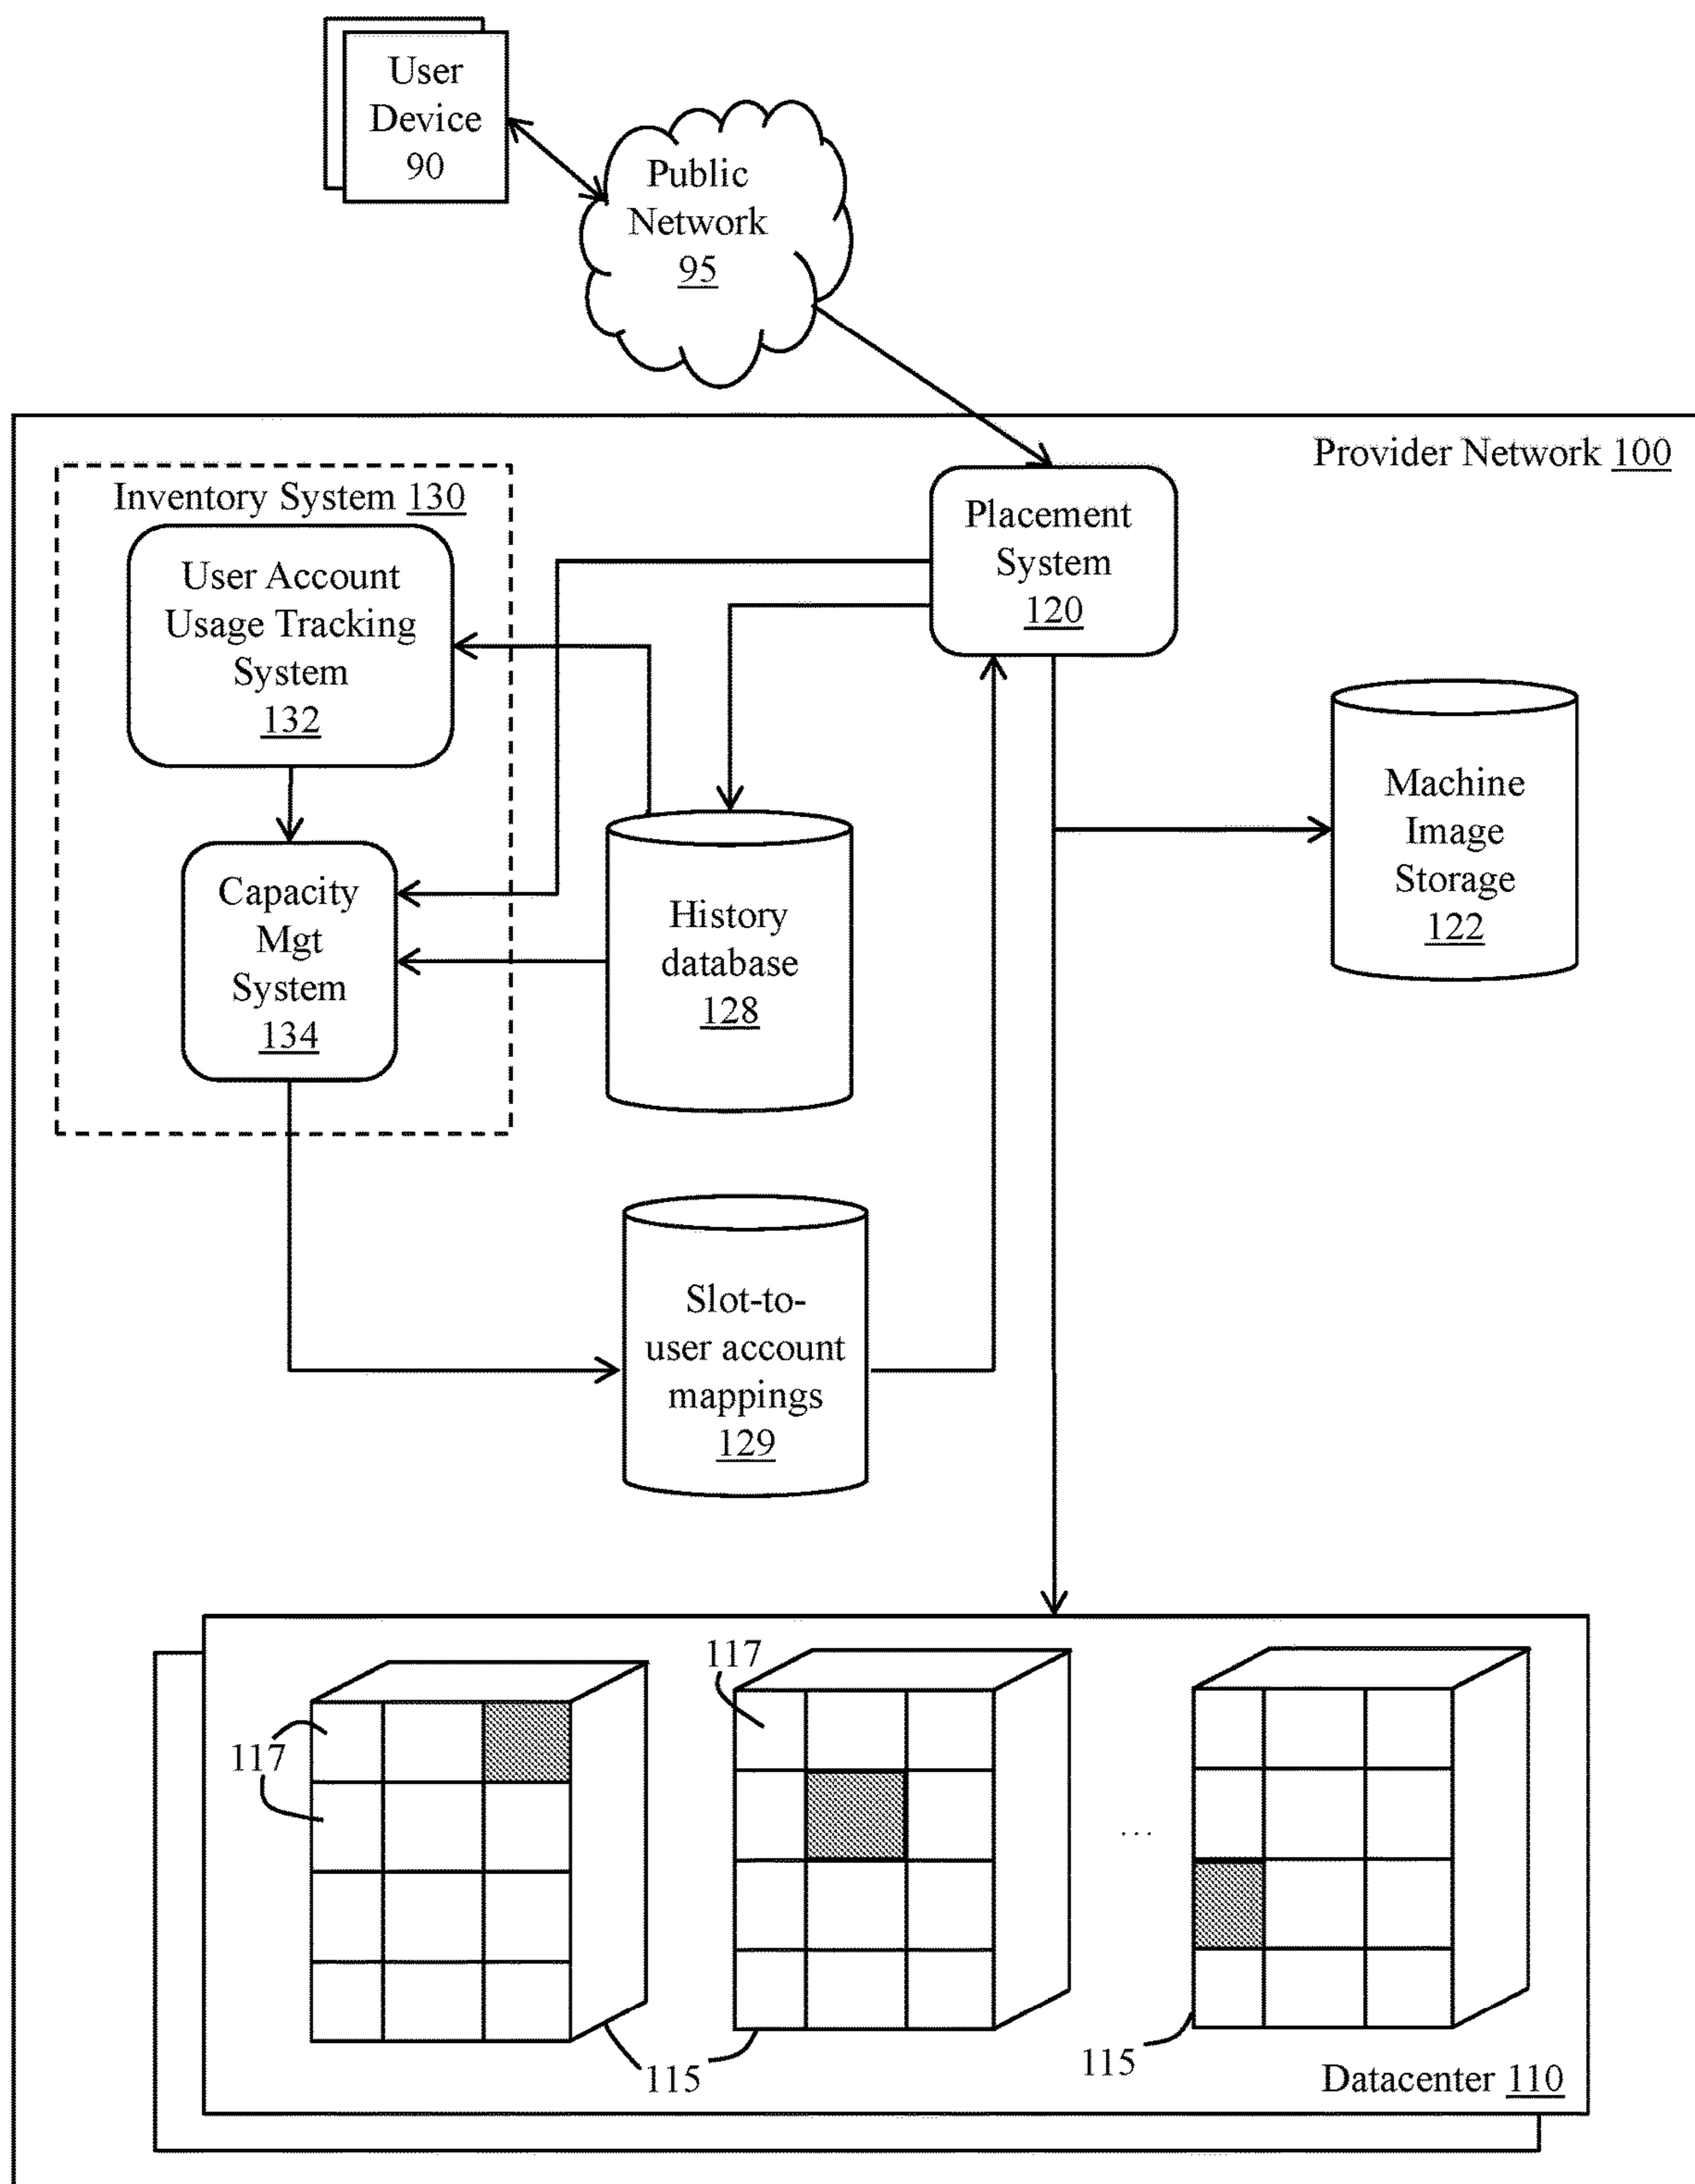 User
Device
90
Public
Network
95
Provider Network 100
Inventory System 130
User Account
Usage Tracking
System
132
Placement
System
120
Machine
Image
Storage
122
Capacity
Mgt
System
134
History
database
128
Slot-to-
user account
mappings
129
117
117
...
115
115
Datacenter 110